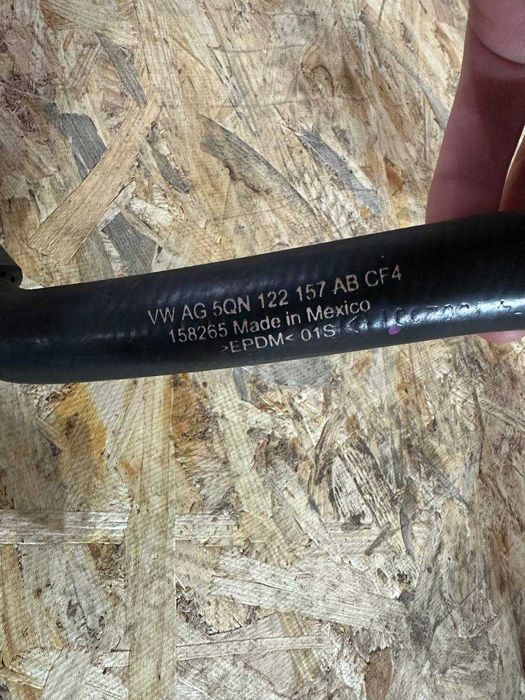 VW AG 5QN 122 157 AB CF4
158265 Made in Mexico
>EPDM< 01S